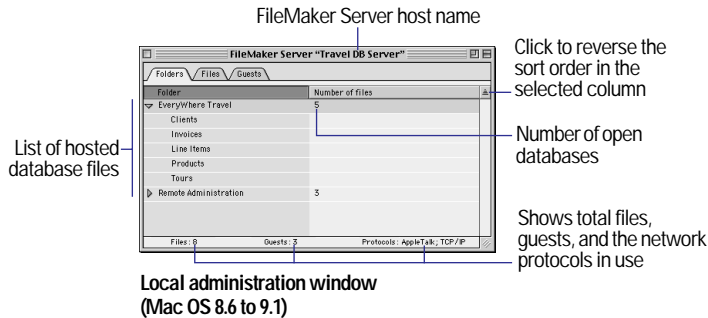 FileMaker Server host name
FileMaker Server “Travel DB Server”
Folders Files Guests
Folder Number of files
EveryWhere Travel 5
Clients
Invoices
Line Items
Products
Tours
Remote Administration 3
Files: 8 Guests: 3 Protocols: AppleTalk; TCP/IP
List of hosted
database files
Click to reverse the
sort order in the
selected column
Number of open
databases
Shows total files,
guests, and the network
protocols in use
Local administration window
(Mac OS 8.6 to 9.1)